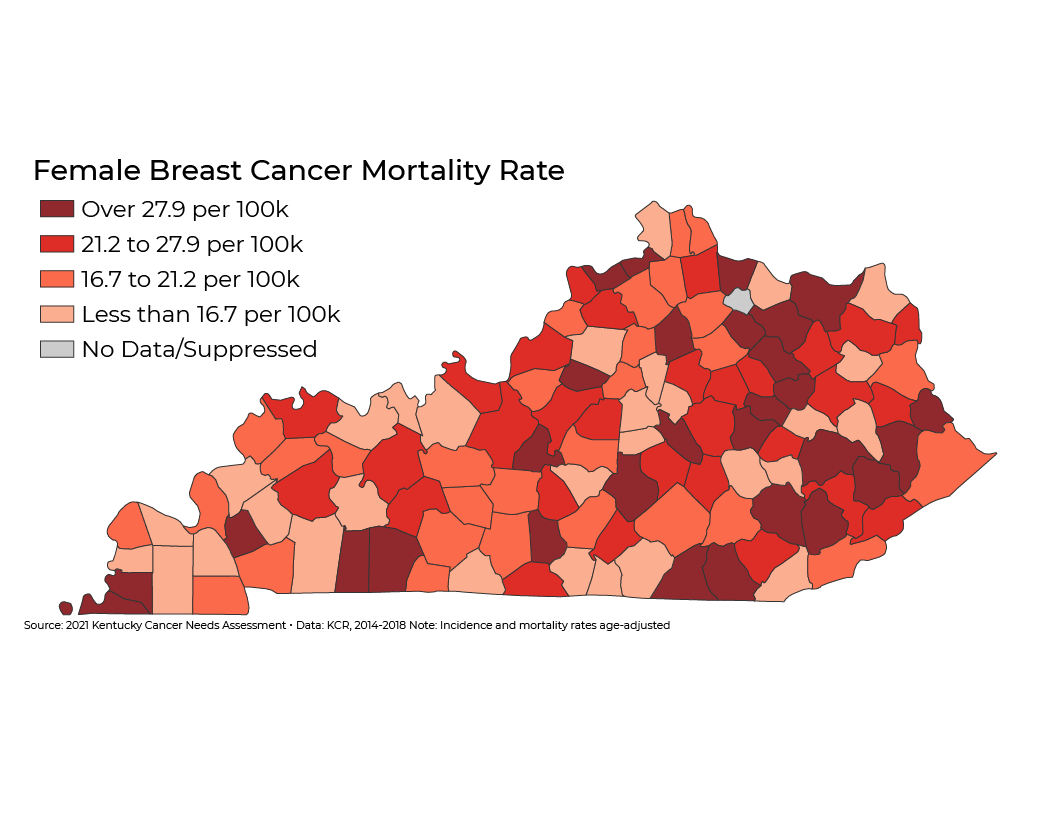 Female Breast Cancer Mortality Rate
Over 27.9 per 100k
21.2 to 27.9 per 100k
16.7 to 21.2 per 100k
Less than 16.7 per 100k
No Data/Suppressed
Source: 2021 Kentucky Cancer Needs Assessment • Data: KCR, 2014-2018 Note: Incidence and mortality rates age-adjusted